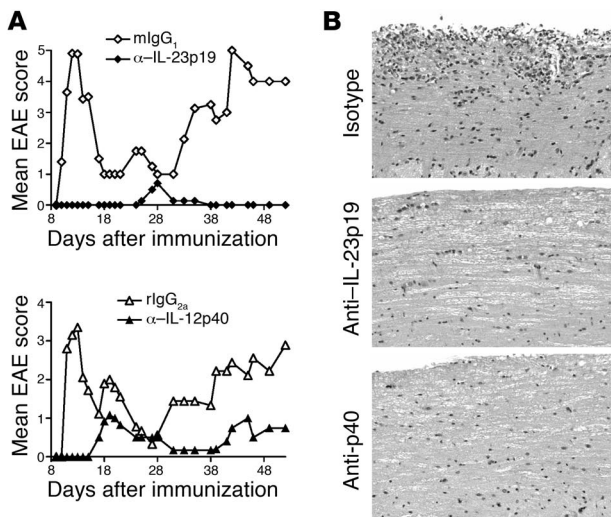 A
mIgG1
α–IL-23p19
Mean EAE score
5
4
3
2
1
0
8 18 28 38 48
Days after immunization
rIgG2a
α–IL-12p40
Mean EAE score
4
3
2
1
0
8 18 28 38 48
Days after immunization
B
Isotype
Anti–IL-23p19
Anti-p40